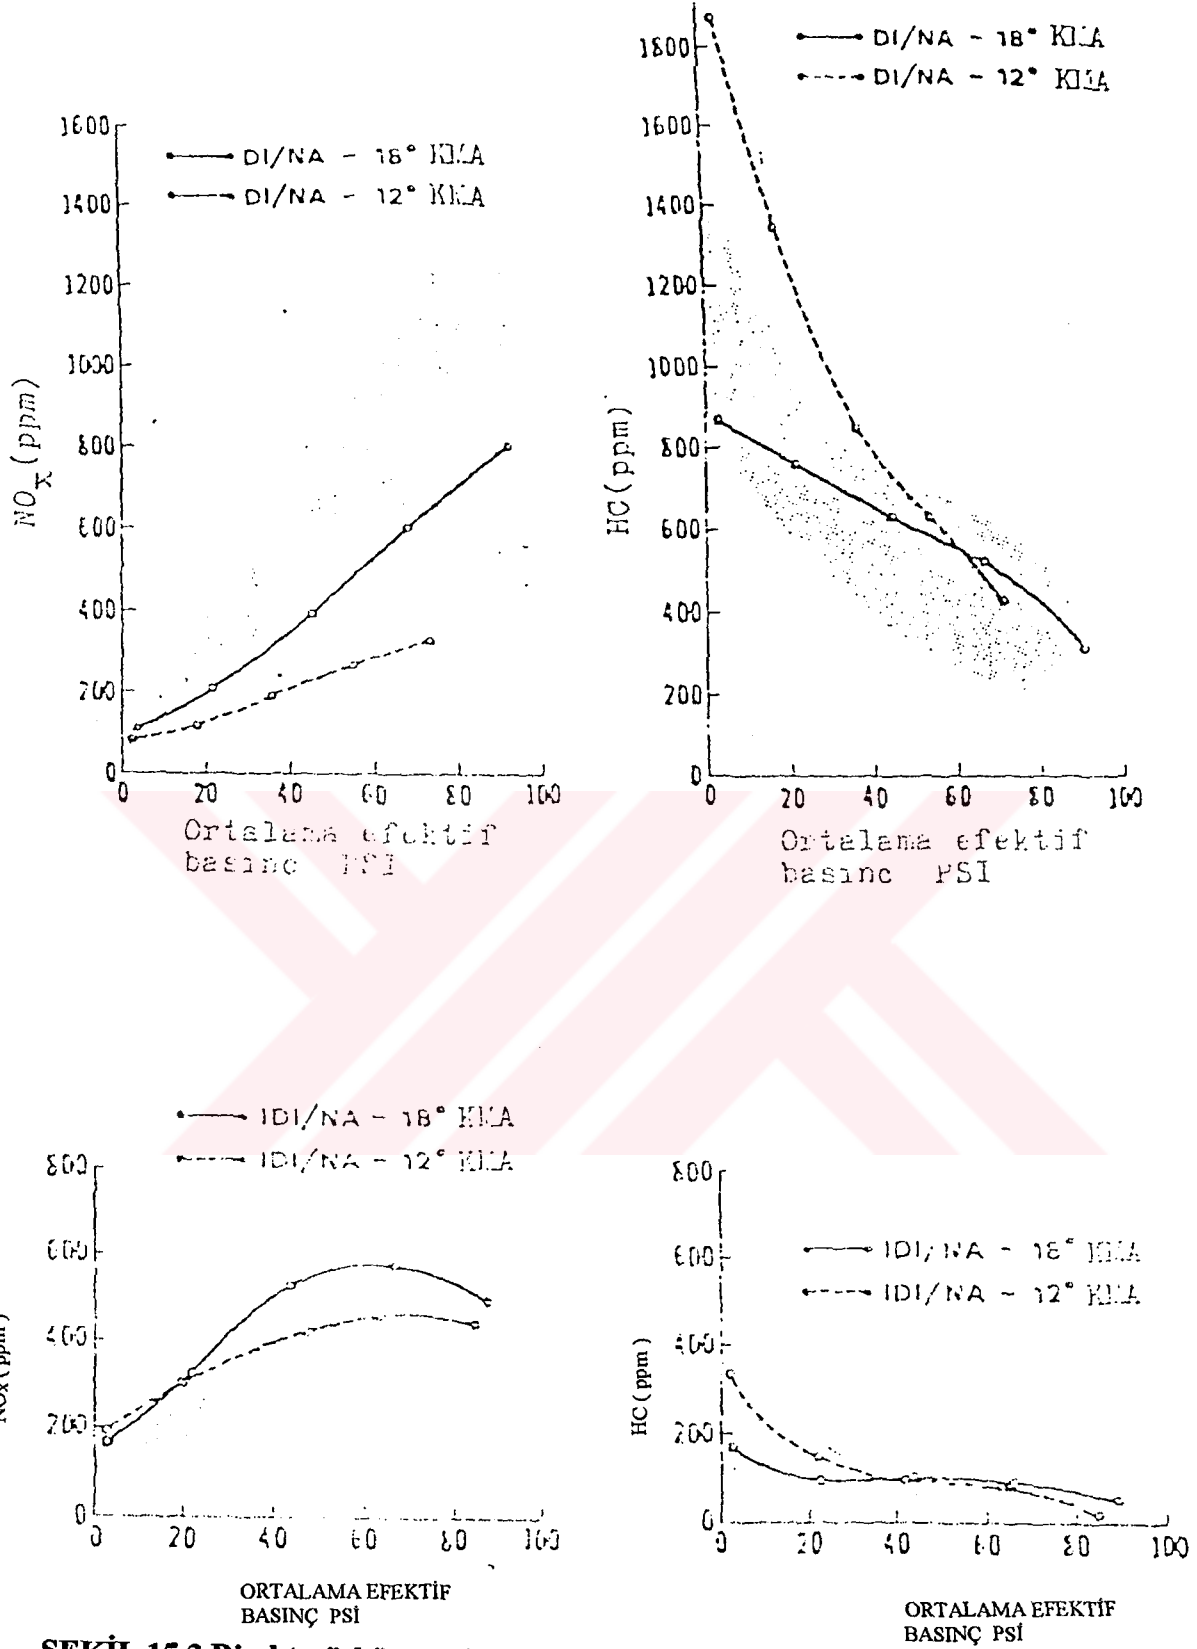 1800
DI/NA - 18° KMA
DI/NA - 12° KMA
1600
1400
1200
1000
800
600
400
200
0
HC(ppm)
0 20 40 60 80 100
Ortalama efektif
basınc PSI
1600
DI/NA - 18° KMA
DI/NA - 12° KMA
1400
1200
1000
800
600
400
200
0
NOx(ppm)
0 20 40 60 80 100
Ortalama efektif
basınc PSI
IDI/NA - 18° KMA
IDI/NA - 12° KMA
800
600
400
200
0
NOx(ppm)
0 20 40 60 80 100
ORTALAMA EFEKTİF
BASINÇ PSİ
800
600
IDI/NA - 18° KMA
IDI/NA - 12° KMA
400
200
0
HC(ppm)
0 20 40 60 80 100
ORTALAMA EFEKTİF
BASINÇ PSİ